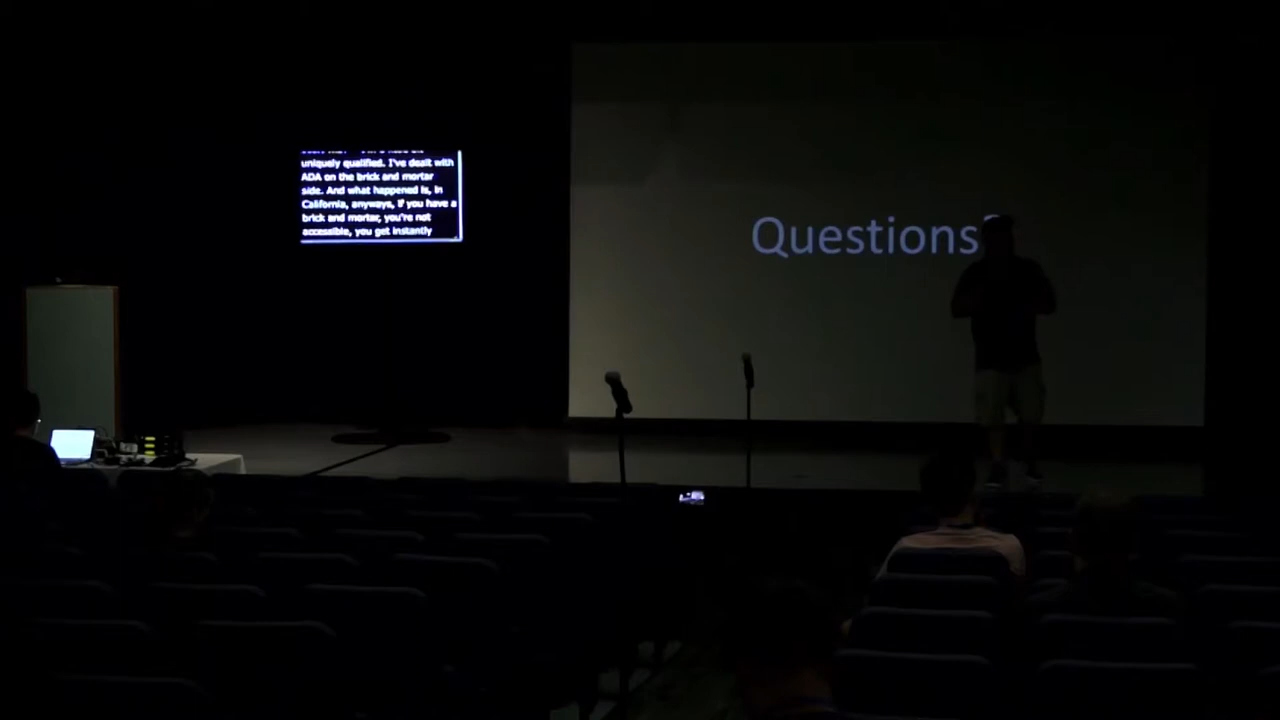 uniquely qualified. I've dealt with
ADA on the brick and mortar
side. And what happened is, in
California, anyways, if you have a
brick and mortar, you're not
accessible, you get instantly
Questions?